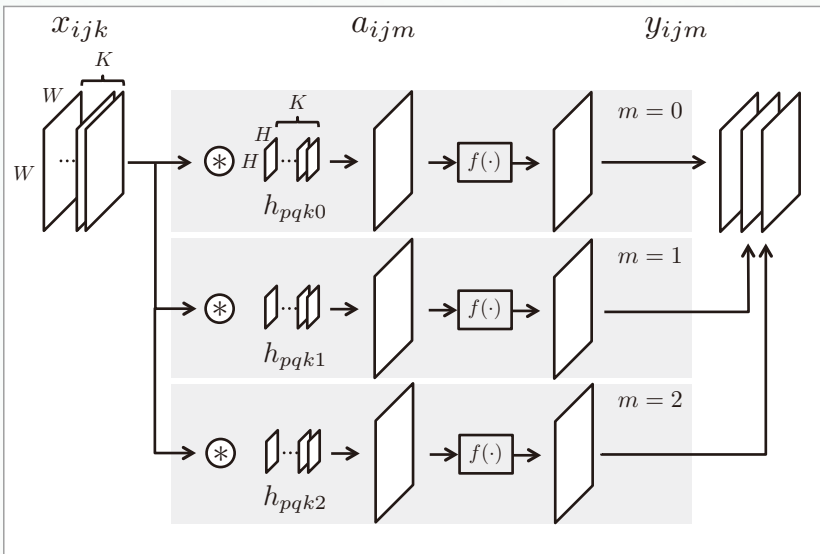 x_{ijk} a_{ijm} y_{ijm}
K
W
W
...
K
H
H
...
h_{pqk0}
f(·)
m = 0
...
h_{pqk1}
f(·)
m = 1
...
h_{pqk2}
f(·)
m = 2